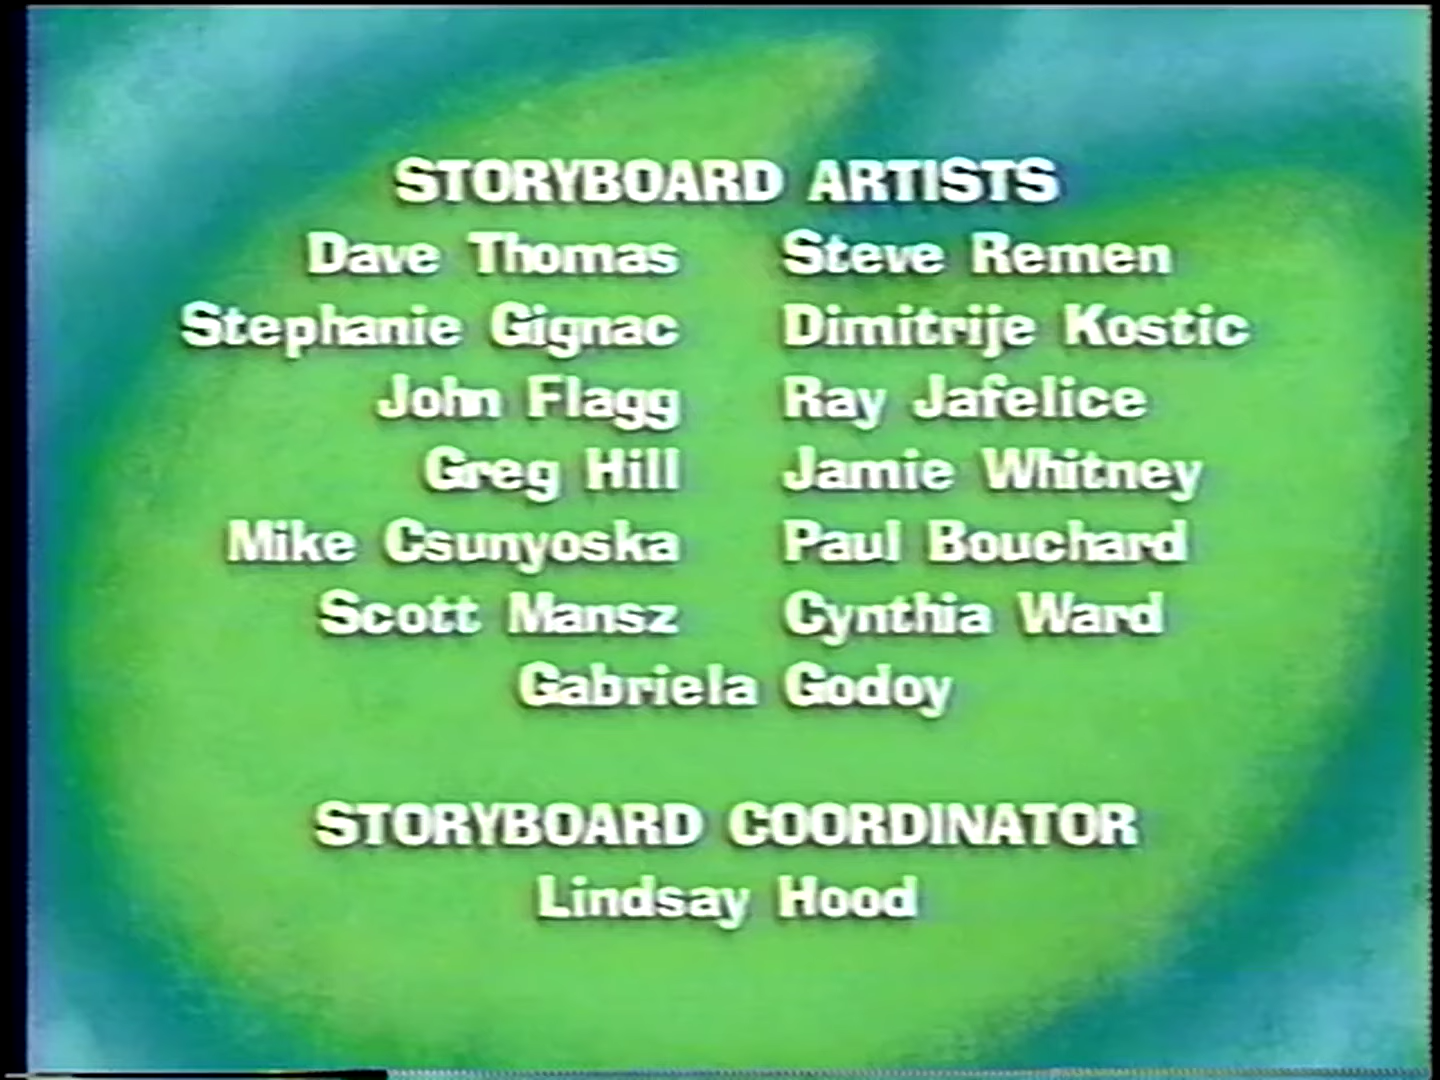 STORYBOARD ARTISTS
Dave Thomas Steve Remen
Stephanie Gignac Dimitrije Kostic
John Flagg Ray Jafelice
Greg Hill Jamie Whitney
Mike Csunyoska Paul Bouchard
Scott Mansz Cynthia Ward
Gabriela Godoy
STORYBOARD COORDINATOR
Lindsay Hood